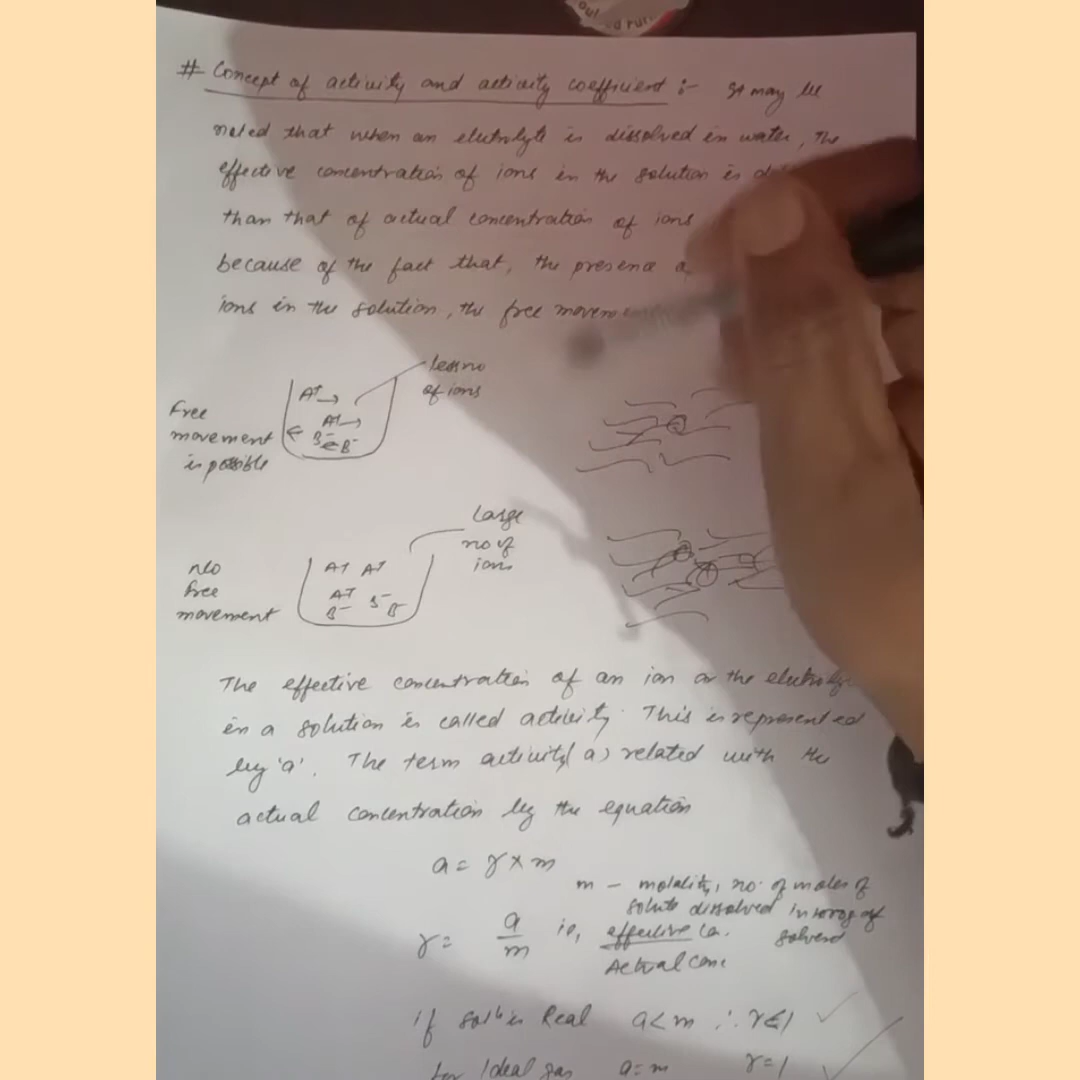 # Concept of activity and activity coefficient :- It may be
noted that when an electrolyte is dissolved in water, the
effective concentration of ions in the solution is
than that of actual concentration of ions
because of the fact that, the presence
ions in the solution, the free
less no
of ions
Free
movement
is possible
A+ →
A+ →
← B-
← B-
Large
no of
ions
No
free
movement
A+ A+
A+ B-
B- B-
The effective concentration of an ion or the
in a solution is called activity. This is represented
by 'a'. The term activity(a) related with the
actual concentration by the equation
a = γ × m
m - molality, no. of moles of
solute dissolved in 1000g of
solvent
γ = a/m ie, effective Co.
Actual conc
if sol is Real a < m ∴ γ < 1 ✓
for Ideal gas a = m γ = 1